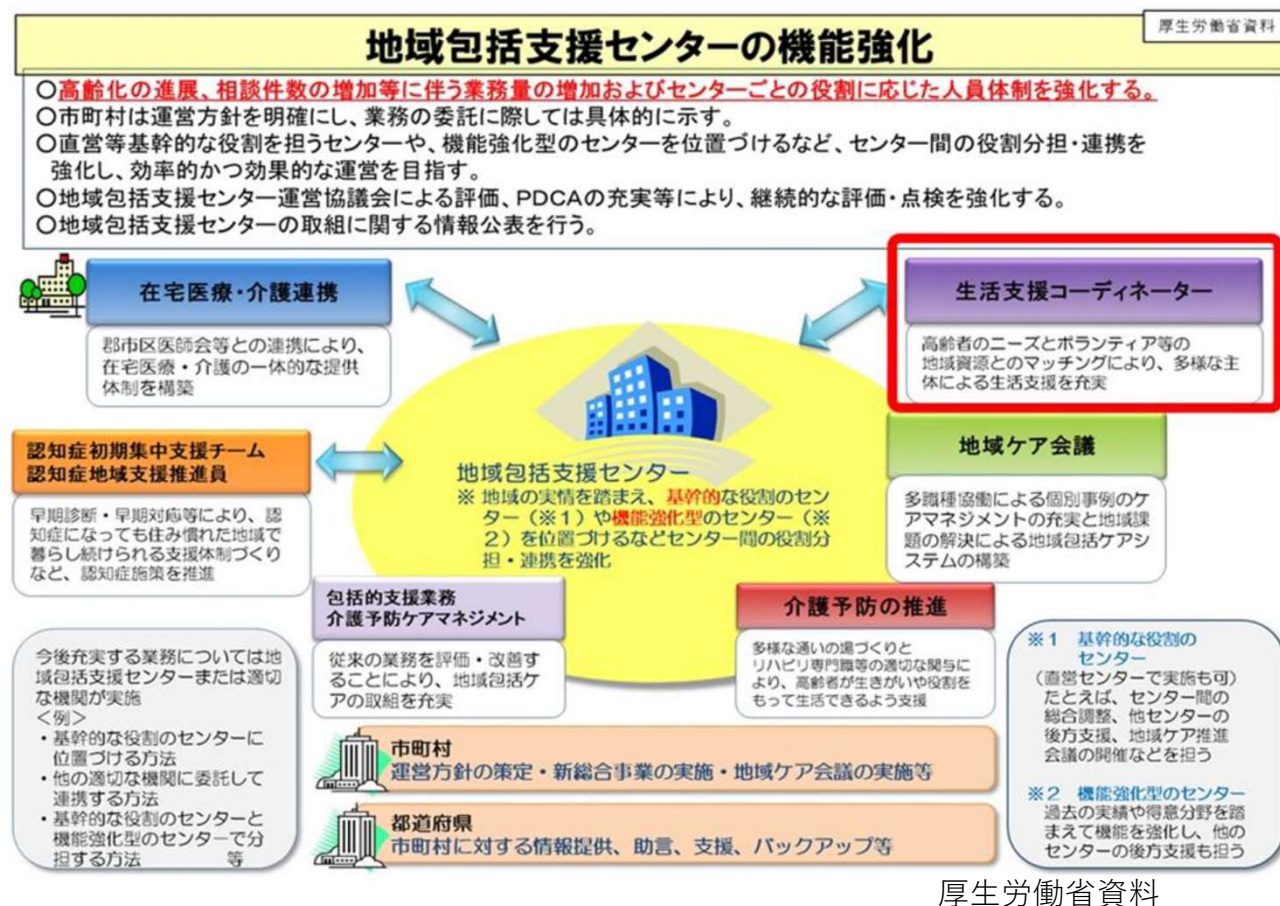 厚生労働省資料
地域包括支援センターの機能強化
○高齢化の進展、相談件数の増加等に伴う業務量の増加およびセンターごとの役割に応じた人員体制を強化する。
○市町村は運営方針を明確にし、業務の委託に際しては具体的に示す。
○直営等基幹的な役割を担うセンターや、機能強化型のセンターを位置づけるなど、センター間の役割分担・連携を
強化し、効率的かつ効果的な運営を目指す。
○地域包括支援センター運営協議会による評価、PDCAの充実等により、継続的な評価・点検を強化する。
○地域包括支援センターの取組に関する情報公表を行う。
在宅医療・介護連携
郡市区医師会等との連携により、
在宅医療・介護の一体的な提供
体制を構築
生活支援コーディネーター
高齢者のニーズとボランティア等の
地域資源とのマッチングにより、多様な主
体による生活支援を充実
認知症初期集中支援チーム
認知症地域支援推進員
早期診断・早期対応等により、認
知症になっても住み慣れた地域で
暮らし続けられる支援体制づくり
など、認知症施策を推進
地域包括支援センター
※ 地域の実情を踏まえ、基幹的な役割のセン
ター（※１）や機能強化型のセンター（※
２）を位置づけるなどセンター間の役割分
担・連携を強化
地域ケア会議
多職種協働による個別事例のケ
アマネジメントの充実と地域課
題の解決による地域包括ケアシ
ステムの構築
包括的支援業務
介護予防ケアマネジメント
従来の業務を評価・改善す
ることにより、地域包括ケ
アの取組を充実
介護予防の推進
多様な通いの場づくりと
リハビリ専門職等の適切な関与に
より、高齢者が生きがいや役割を
もって生活できるよう支援
今後充実する業務については地
域包括支援センターまたは適切
な機関が実施
＜例＞
・基幹的な役割のセンターに
位置づける方法
・他の適切な機関に委託して
連携する方法
・基幹的な役割のセンターと
機能強化型のセンターで分
担する方法 等
市町村
運営方針の策定・新総合事業の実施・地域ケア会議の実施等
都道府県
市町村に対する情報提供、助言、支援、バックアップ等
※１ 基幹的な役割の
センター
（直営センターで実施も可）
たとえば、センター間の
総合調整、他センターの
後方支援、地域ケア推進
会議の開催などを担う
※２ 機能強化型のセンター
過去の実績や得意分野を踏
まえて機能を強化し、他の
センターの後方支援も担う
厚生労働省資料